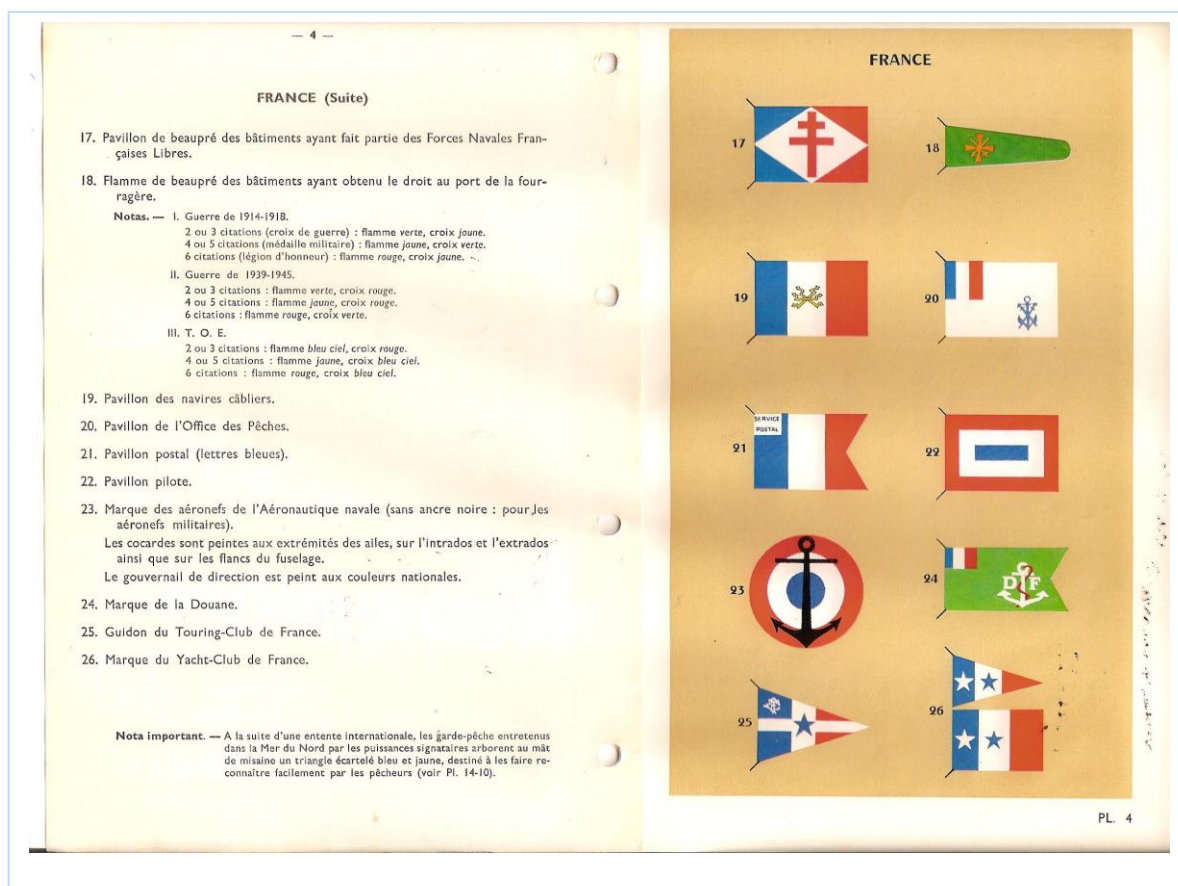 — 4 —
FRANCE (Suite)
17. Pavillon de beaupré des bâtiments ayant fait partie des Forces Navales Fran-
çaises Libres.
18. Flamme de beaupré des bâtiments ayant obtenu le droit au port de la four-
ragère.
Notas. — I. Guerre de 1914-1918.
2 ou 3 citations (croix de guerre) : flamme verte, croix jaune.
4 ou 5 citations (médaille militaire) : flamme jaune, croix verte.
6 citations (légion d'honneur) : flamme rouge, croix jaune.
II. Guerre de 1939-1945.
2 ou 3 citations : flamme verte, croix rouge.
4 ou 5 citations : flamme jaune, croix rouge.
6 citations : flamme rouge, croix verte.
III. T. O. E.
2 ou 3 citations : flamme bleu ciel, croix rouge.
4 ou 5 citations : flamme jaune, croix bleu ciel.
6 citations : flamme rouge, croix bleu ciel.
19. Pavillon des navires câbliers.
20. Pavillon de l'Office des Pêches.
21. Pavillon postal (lettres bleues).
22. Pavillon pilote.
23. Marque des aéronefs de l'Aéronautique navale (sans ancre noire : pour les
aéronefs militaires).
Les cocardes sont peintes aux extrémités des ailes, sur l'intrados et l'extrados
ainsi que sur les flancs du fuselage.
Le gouvernail de direction est peint aux couleurs nationales.
24. Marque de la Douane.
25. Guidon du Touring-Club de France.
26. Marque du Yacht-Club de France.
Nota important. — A la suite d'une entente internationale, les garde-pêche entretenus
dans la Mer du Nord par les puissances signataires arborent au mât
de misaine un triangle écartelé bleu et jaune, destiné à les faire re-
connaître facilement par les pêcheurs (voir Pl. 14-10).
FRANCE
17
18
19
20
21
SERVICE
POSTAL
22
23
24
D F
25
26
PL. 4